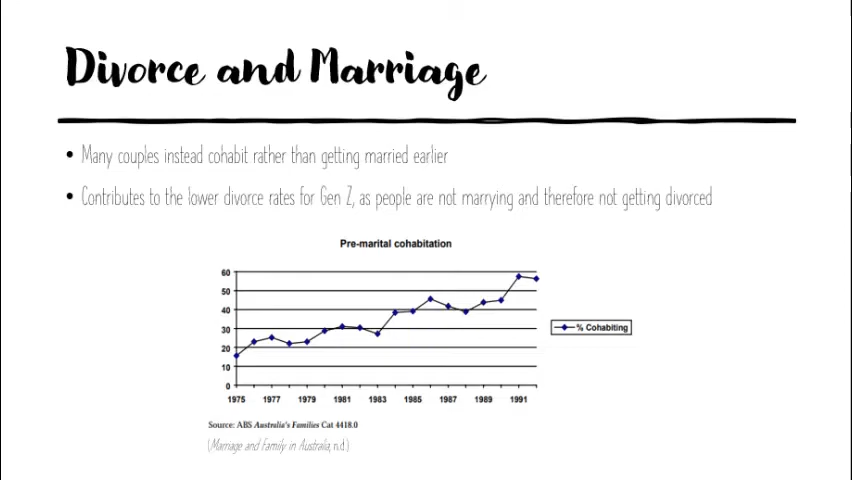 Divorce and Marriage
• Many couples instead cohabit rather than getting married earlier
• Contributes to the lower divorce rates for Gen Z, as people are not marrying and therefore not getting divorced
Pre-marital cohabitation
60
50
40
30
20
10
0
1975 1977 1979 1981 1983 1985 1987 1989 1991
% Cohabiting
Source: ABS Australia's Families Cat 4418.0
(Marriage and Family in Australia, n.d.)